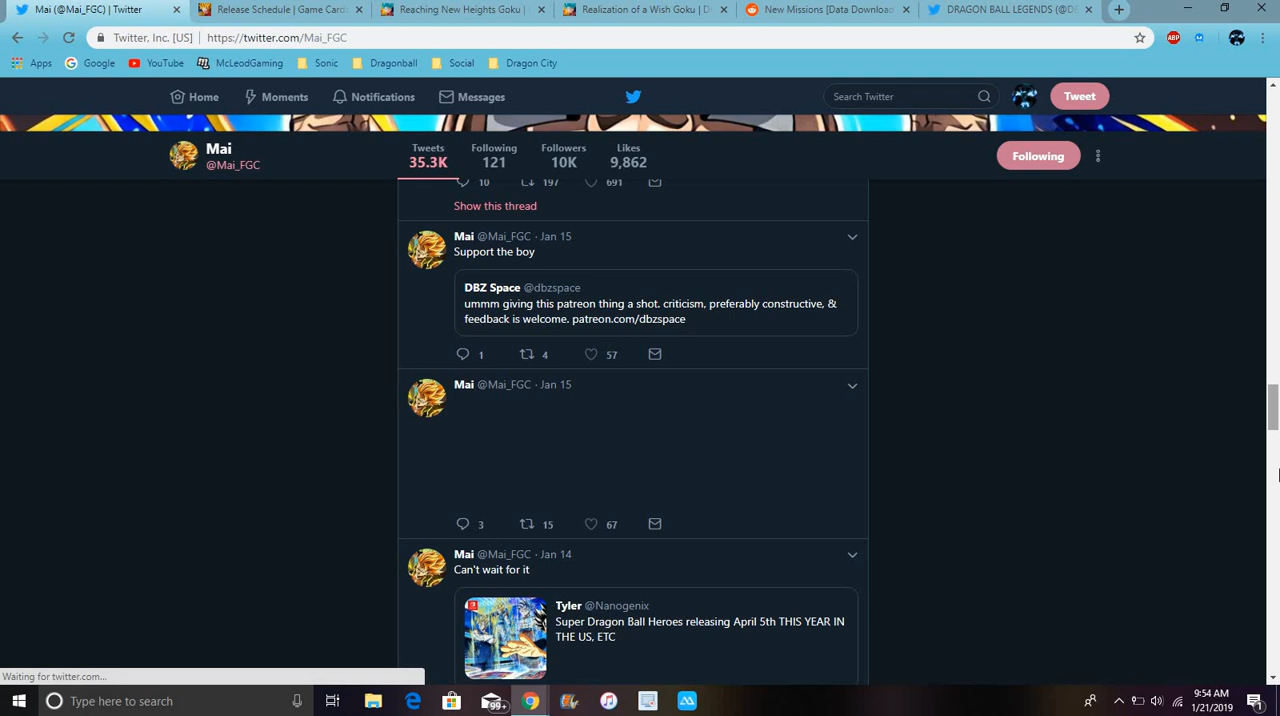 Mai (@Mai_FGC) | Twitter
Release Schedule | Game Card
Reaching New Heights Goku |
Realization of a Wish Goku | D
New Missions [Data Download
DRAGON BALL LEGENDS (@D
Twitter, Inc. [US] | https://twitter.com/Mai_FGC
ABP
Apps
Google
YouTube
McLeodGaming
Sonic
Dragonball
Social
Dragon City
Home
Moments
Notifications
Messages
Search Twitter
Tweet
Mai
@Mai_FGC
Tweets
35.3K
Following
121
Followers
10K
Likes
9,862
Following
10 197 691
Show this thread
Mai @Mai_FGC · Jan 15
Support the boy
DBZ Space @dbzspace
ummm giving this patreon thing a shot. criticism, preferably constructive, &
feedback is welcome. patreon.com/dbzspace
1 4 57
Mai @Mai_FGC · Jan 15
3 15 67
Mai @Mai_FGC · Jan 14
Can't wait for it
Tyler @Nanogenix
Super Dragon Ball Heroes releasing April 5th THIS YEAR IN
THE US, ETC
Waiting for twitter.com...
Type here to search
99+
9:54 AM
1/21/2019
1